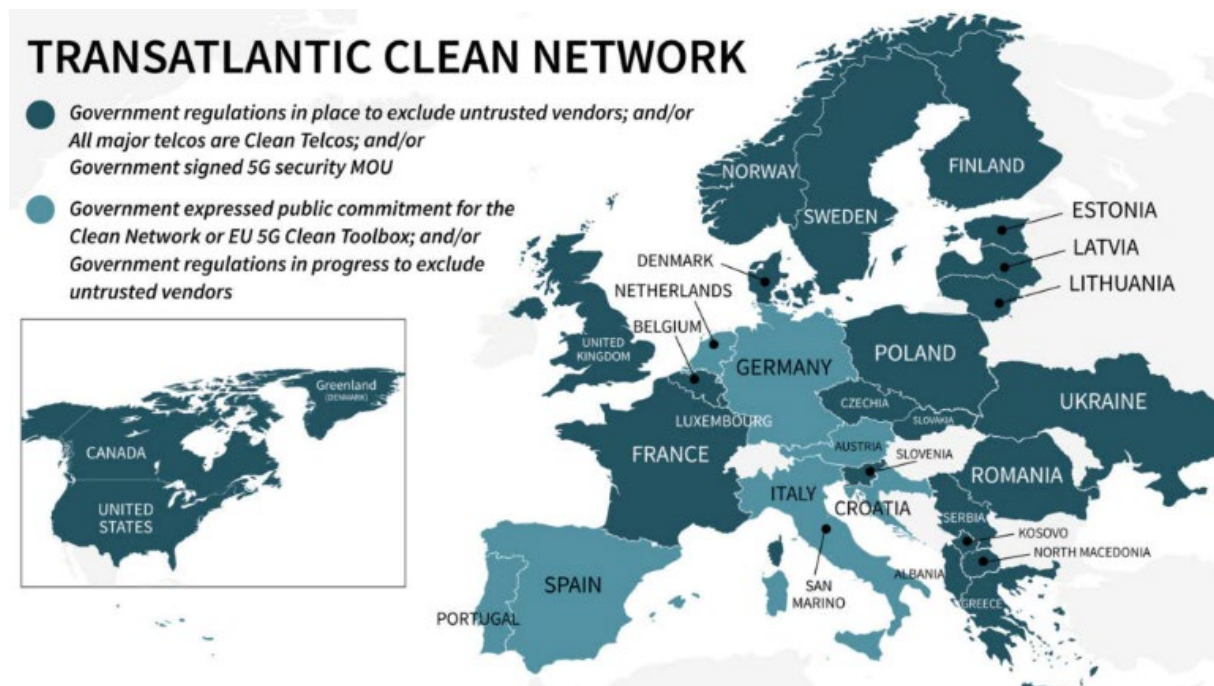 TRANSATLANTIC CLEAN NETWORK
Government regulations in place to exclude untrusted vendors; and/or
All major telcos are Clean Telcos; and/or
Government signed 5G security MOU
Government expressed public commitment for the
Clean Network or EU 5G Clean Toolbox; and/or
Government regulations in progress to exclude
untrusted vendors
NORWAY
SWEDEN
FINLAND
ESTONIA
LATVIA
LITHUANIA
DENMARK
NETHERLANDS
BELGIUM
UNITED
KINGDOM
GERMANY
POLAND
LUXEMBOURG
CZECHIA
SLOVAKIA
UKRAINE
FRANCE
AUSTRIA
SLOVENIA
ROMANIA
ITALY
CROATIA
SERBIA
KOSOVO
NORTH MACEDONIA
SAN
MARINO
ALBANIA
GREECE
SPAIN
PORTUGAL
Greenland
(DENMARK)
CANADA
UNITED
STATES